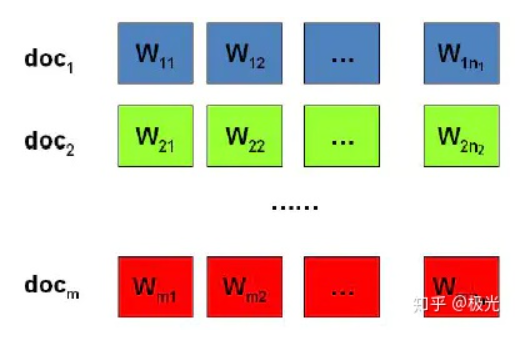 doc₁ W₁₁ W₁₂ ... W₁ₙ₁
doc₂ W₂₁ W₂₂ ... W₂ₙ₂
......
docₘ Wₘ₁ Wₘ₂ ... W
知乎 @极光